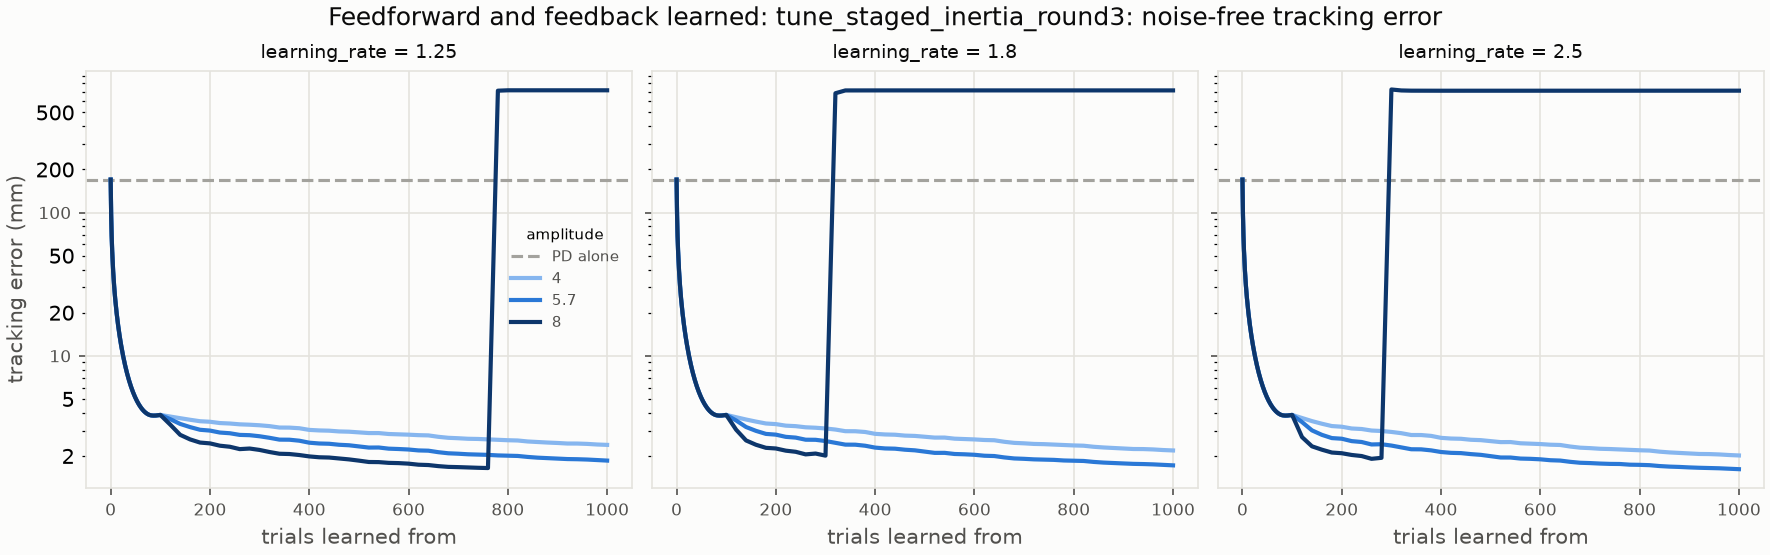 Feedforward and feedback learned: tune_staged_inertia_round3: noise-free tracking error
learning_rate = 1.25
learning_rate = 1.8
learning_rate = 2.5
tracking error (mm)
500
200
100
50
20
10
5
2
amplitude
PD alone
4
5.7
8
0 200 400 600 800 1000
0 200 400 600 800 1000
0 200 400 600 800 1000
trials learned from
trials learned from
trials learned from